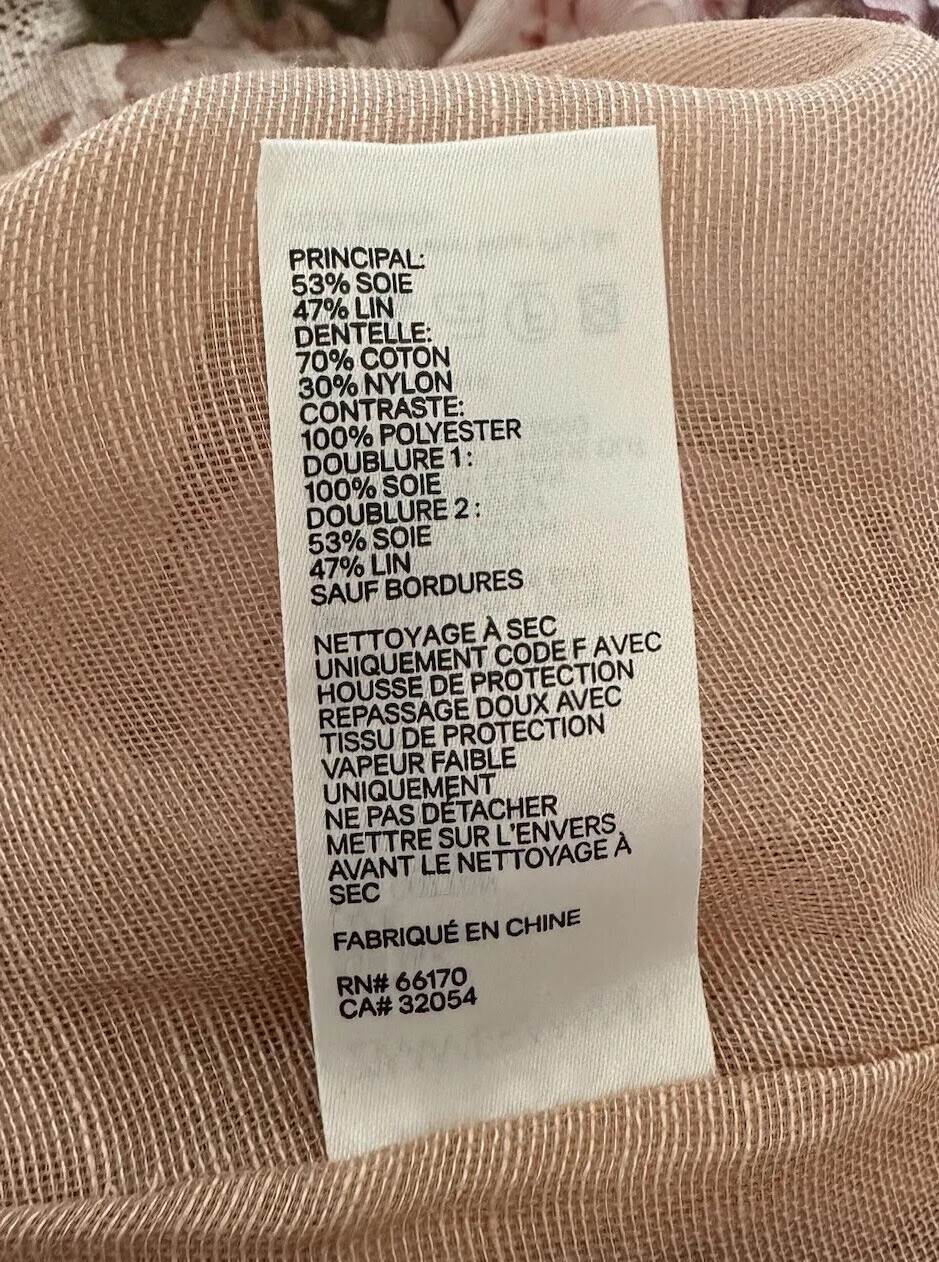 PRINCIPAL:
53% SOIE
47% LIN
DENTELLE:
70% COTON
30% NYLON
CONTRASTE:
100% POLYESTER
DOUBLURE 1:
100% SOIE
DOUBLURE 2:
53% SOIE
47% LIN
SAUF BORDURES
NETTOYAGE À SEC
UNIQUEMENT CODE F AVEC
HOUSSE DE PROTECTION
REPASSAGE DOUX AVEC
TISSU DE PROTECTION
VAPEUR FAIBLE
UNIQUEMENT
NE PAS DÉTACHER
METTRE SUR L'ENVERS
AVANT LE NETTOYAGE À
SEC
FABRIQUÉ EN CHINE
RN# 66170
CA# 32054